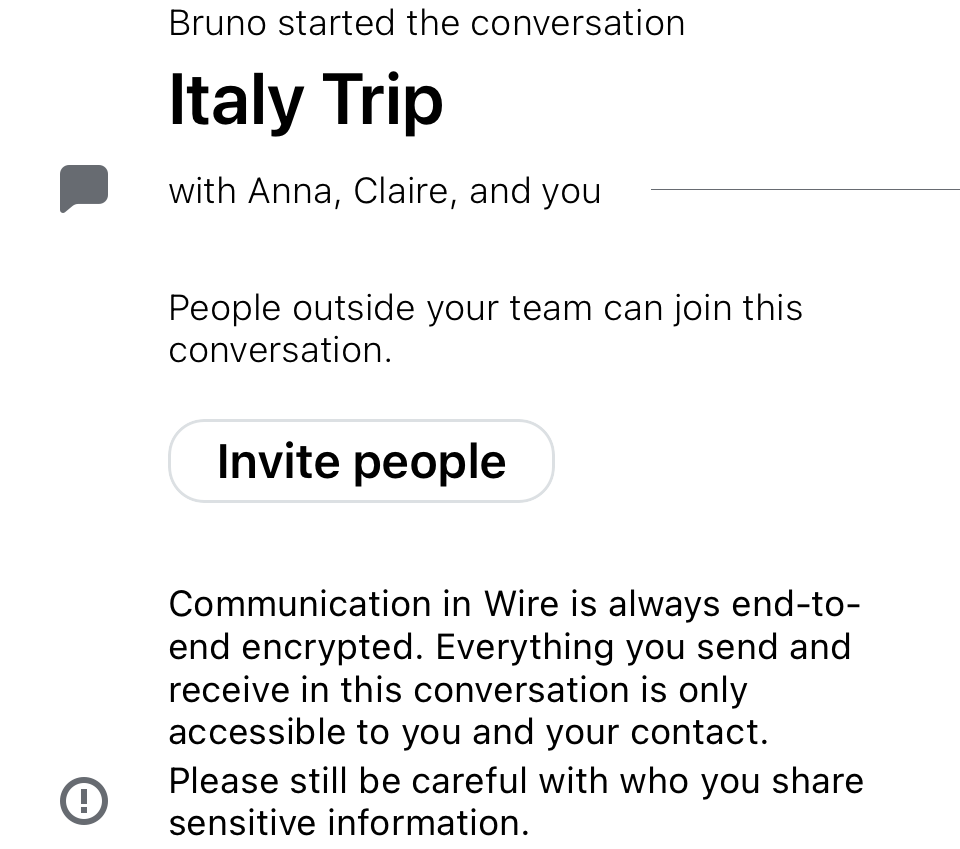 Bruno started the conversation
Italy Trip
with Anna, Claire, and you
People outside your team can join this
conversation.
Invite people
Communication in Wire is always end-to-
end encrypted. Everything you send and
receive in this conversation is only
accessible to you and your contact.
Please still be careful with who you share
sensitive information.